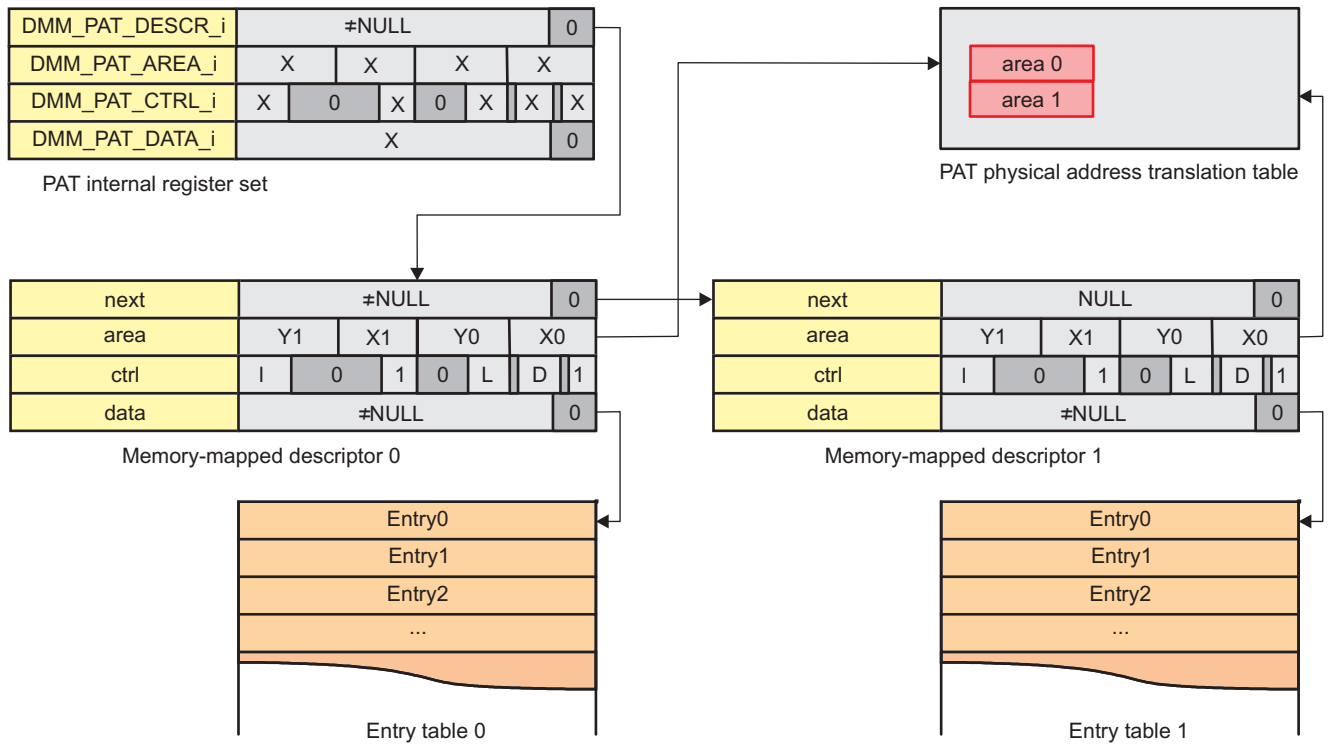 DMM_PAT_DESCR_i ≠NULL 0
DMM_PAT_AREA_i X X X X
DMM_PAT_CTRL_i X 0 X 0 X X X
DMM_PAT_DATA_i X 0
PAT internal register set
area 0
area 1
PAT physical address translation table
next ≠NULL 0
area Y1 X1 Y0 X0
ctrl I 0 1 0 L D 1
data ≠NULL 0
Memory-mapped descriptor 0
next NULL 0
area Y1 X1 Y0 X0
ctrl I 0 1 0 L D 1
data ≠NULL 0
Memory-mapped descriptor 1
Entry0
Entry1
Entry2
...
Entry table 0
Entry0
Entry1
Entry2
...
Entry table 1